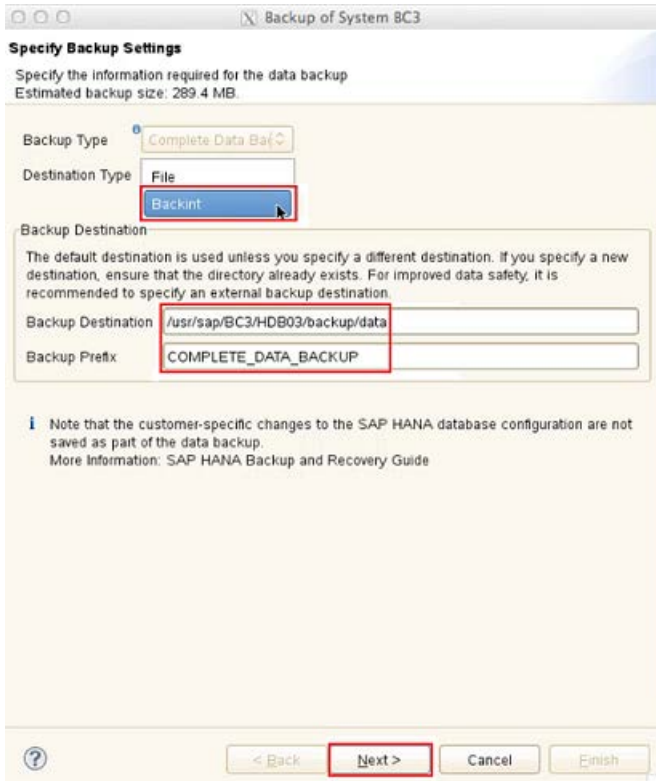 Backup of System BC3
Specify Backup Settings
Specify the information required for the data backup
Estimated backup size: 289.4 MB.
Backup Type Complete Data Ba
Destination Type File
Backint
Backup Destination
The default destination is used unless you specify a different destination. If you specify a new
destination, ensure that the directory already exists. For improved data safety, it is
recommended to specify an external backup destination.
Backup Destination /usr/sap/BC3/HDB03/backup/data
Backup Prefix COMPLETE_DATA_BACKUP
i Note that the customer-specific changes to the SAP HANA database configuration are not
saved as part of the data backup.
More Information: SAP HANA Backup and Recovery Guide
? < Back Next > Cancel Finish